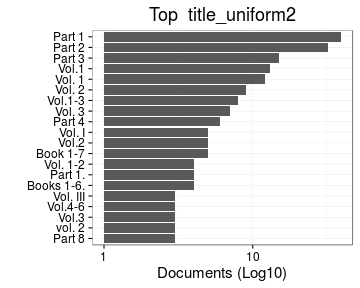 Top title_uniform2
Part 1
Part 2
Part 3
Vol.1
Vol. 1
Vol. 2
Vol.1-3
Vol. 3
Part 4
Vol. I
Vol.2
Book 1-7
Vol. 1-2
Part 1.
Books 1-6.
Vol. III
Vol.4-6
Vol.3
vol. 2
Part 8
1 10
Documents (Log10)